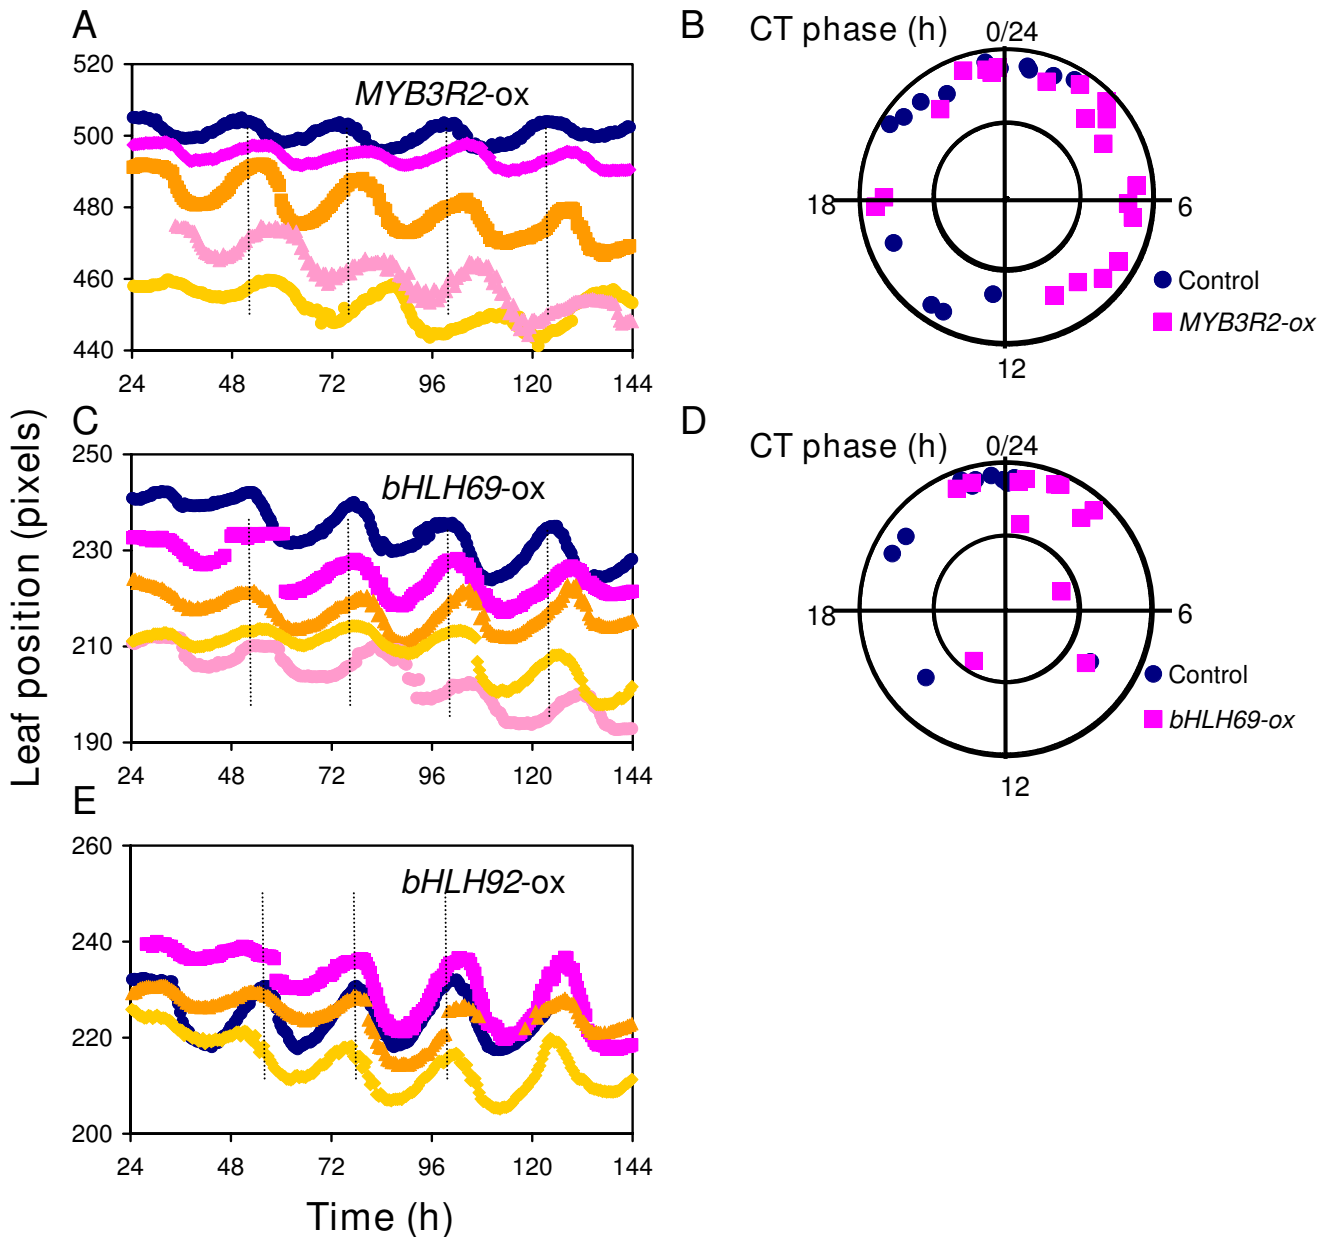 A
520
500
480
460
440
MYB3R2-ox
24 48 72 96 120 144
B
CT phase (h)
0/24
18
6
12
Control
MYB3R2-ox
C
250
230
210
190
bHLH69-ox
24 48 72 96 120 144
D
CT phase (h)
0/24
18
6
12
Control
bHLH69-ox
E
260
240
220
200
bHLH92-ox
24 48 72 96 120 144
Leaf position (pixels)
Time (h)